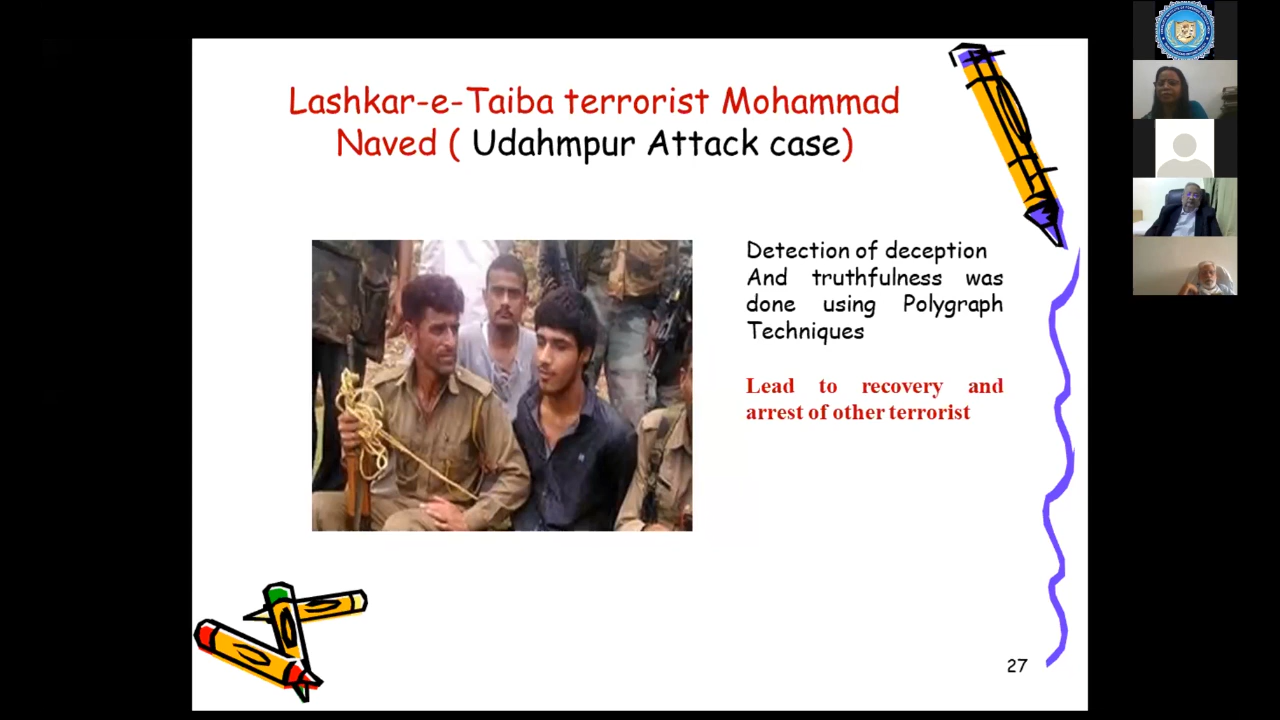 Lashkar-e-Taiba terrorist Mohammad
Naved ( Udahmpur Attack case)
Detection of deception
And truthfulness was
done using Polygraph
Techniques
Lead to recovery and
arrest of other terrorist
27